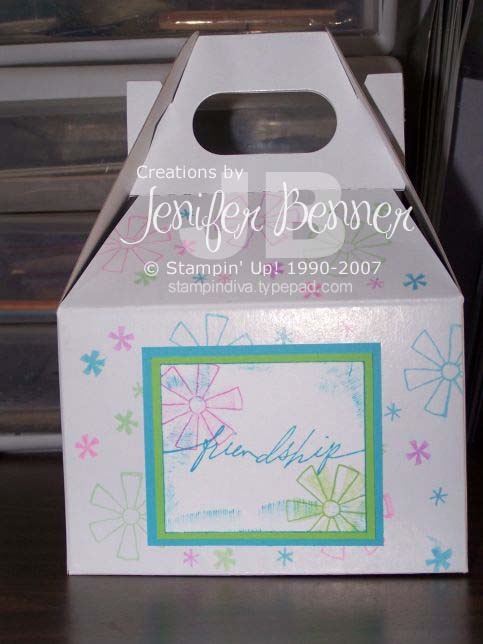 JB
Creations by
Jenifer Benner
© Stampin' Up! 1990-2007
stampindiva.typepad.com
friendship